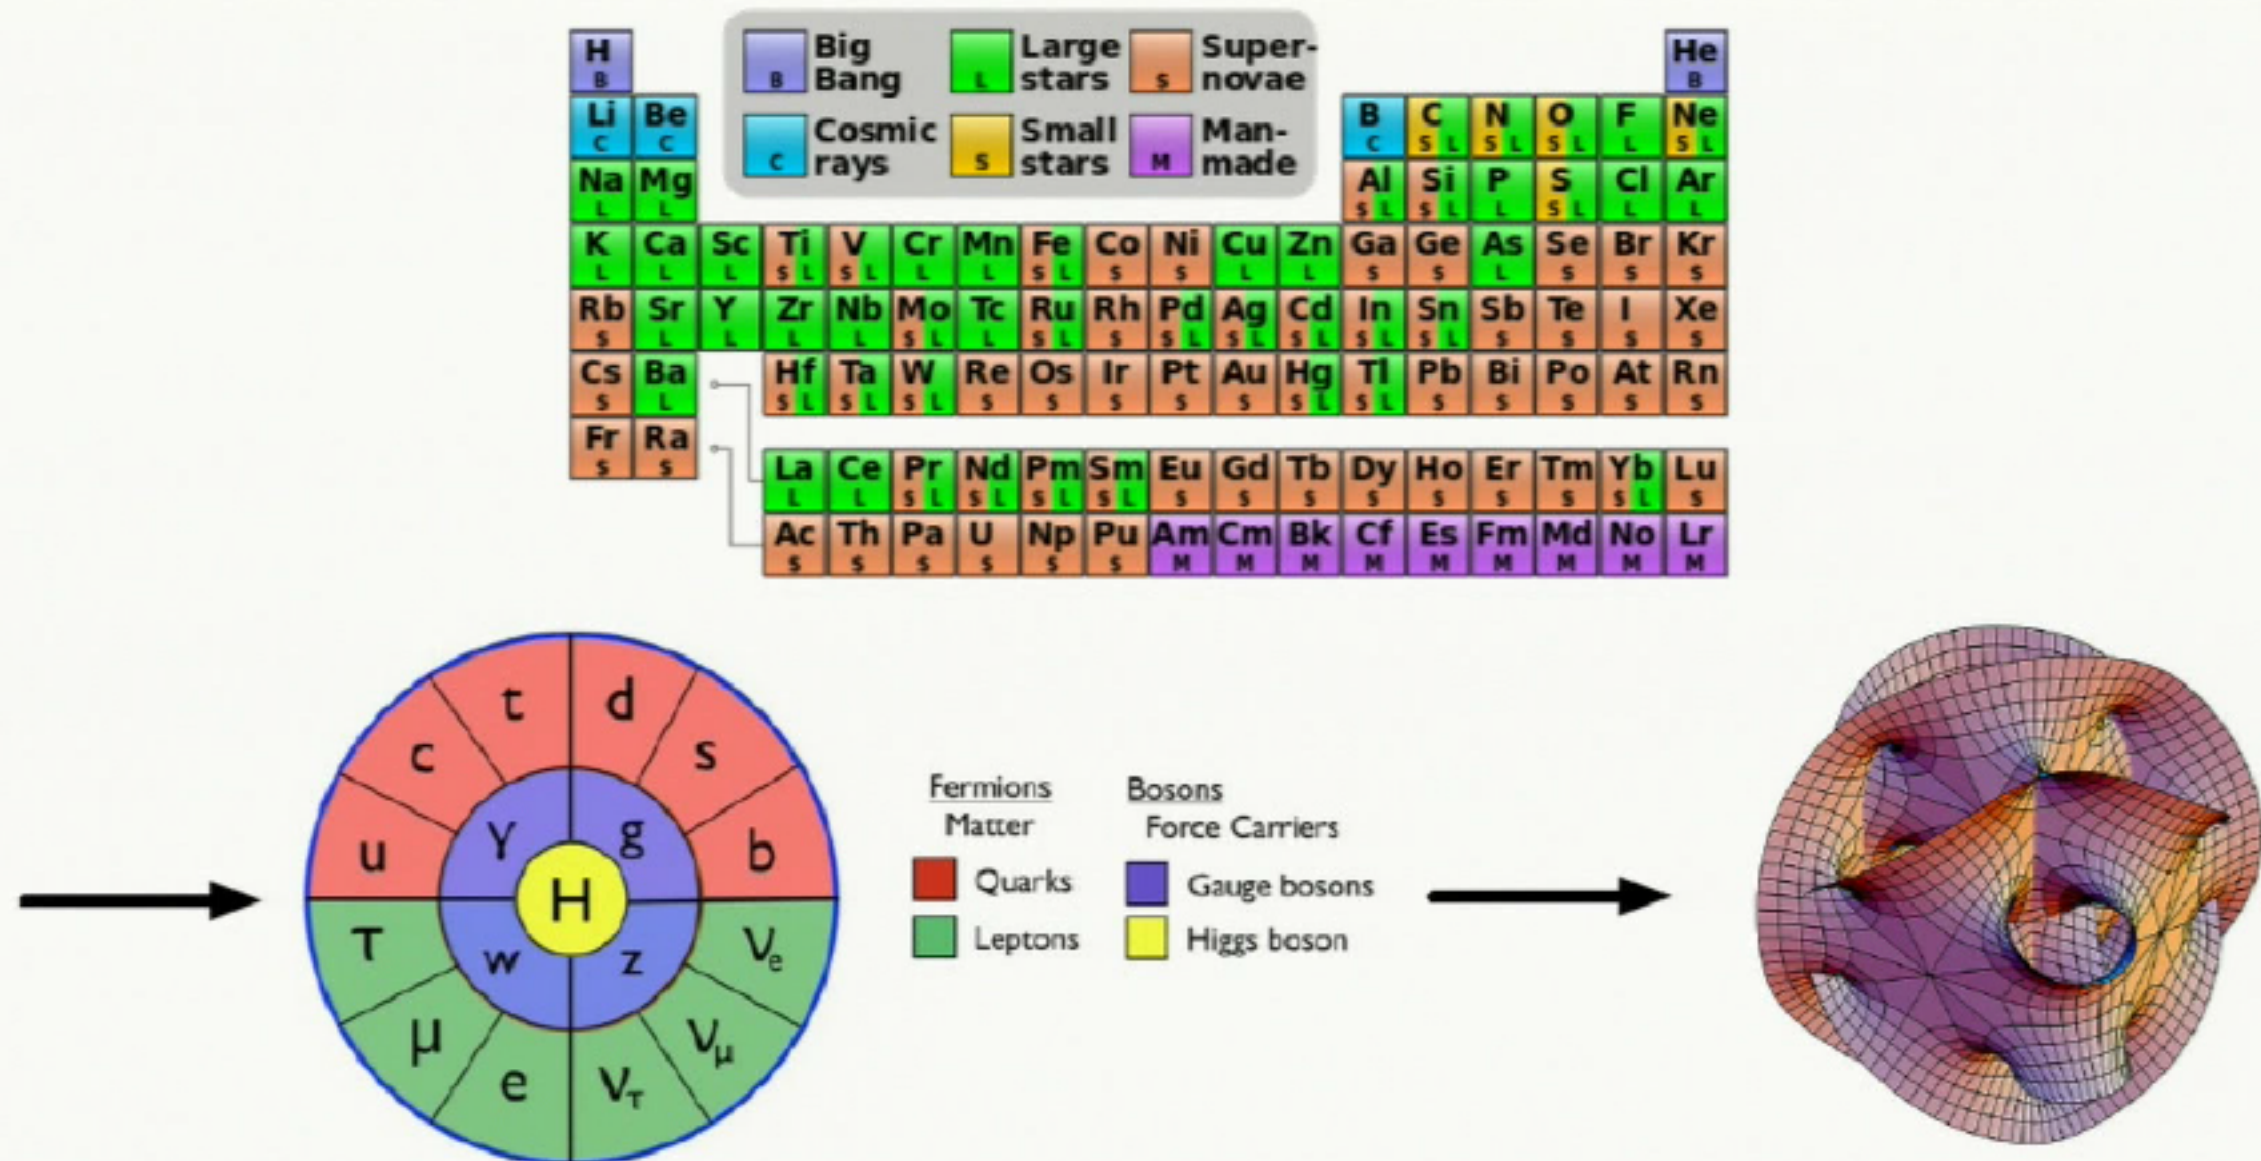 H He
B B
Big Bang
B
Large stars
L
Super-novae
S
Cosmic rays
C
Small stars
S
Man-made
M
Li Be B C N O F Ne
C C C S L S L S L L S L
Na Mg Al Si P S Cl Ar
L L S L S L L S L L L
K Ca Sc Ti V Cr Mn Fe Co Ni Cu Zn Ga Ge As Se Br Kr
L L L S L S L L L S L S S L L S S L S S S
Rb Sr Y Zr Nb Mo Tc Ru Rh Pd Ag Cd In Sn Sb Te I Xe
S L L L L S L L S L S S L S L S L S L S L S S S S
Cs Ba Hf Ta W Re Os Ir Pt Au Hg Tl Pb Bi Po At Rn
S L S L S L S L S S S S S S L S L S S S S S
Fr Ra
S S
La Ce Pr Nd Pm Sm Eu Gd Tb Dy Ho Er Tm Yb Lu
L L S L S L S L S L S S S S S S S S L S
Ac Th Pa U Np Pu Am Cm Bk Cf Es Fm Md No Lr
S S S S S S M M M M M M M M M
t d
c s
u b
γ g
H
w z
τ νe
μ νμ
e ντ
Fermions
Matter
Quarks
Leptons
Bosons
Force Carriers
Gauge bosons
Higgs boson